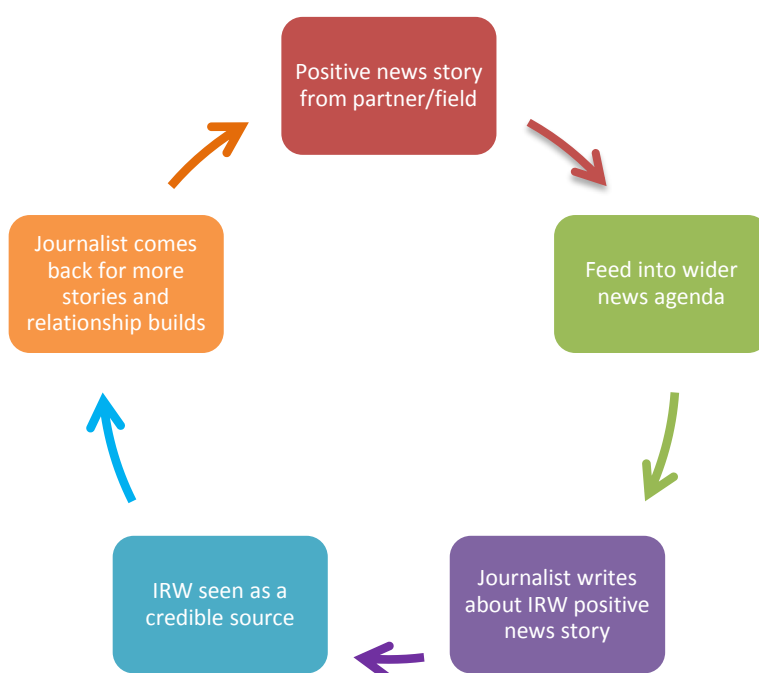 Positive news story
from partner/field
Feed into wider
news agenda
Journalist writes
about IRW positive
news story
IRW seen as a
credible source
Journalist comes
back for more
stories and
relationship builds